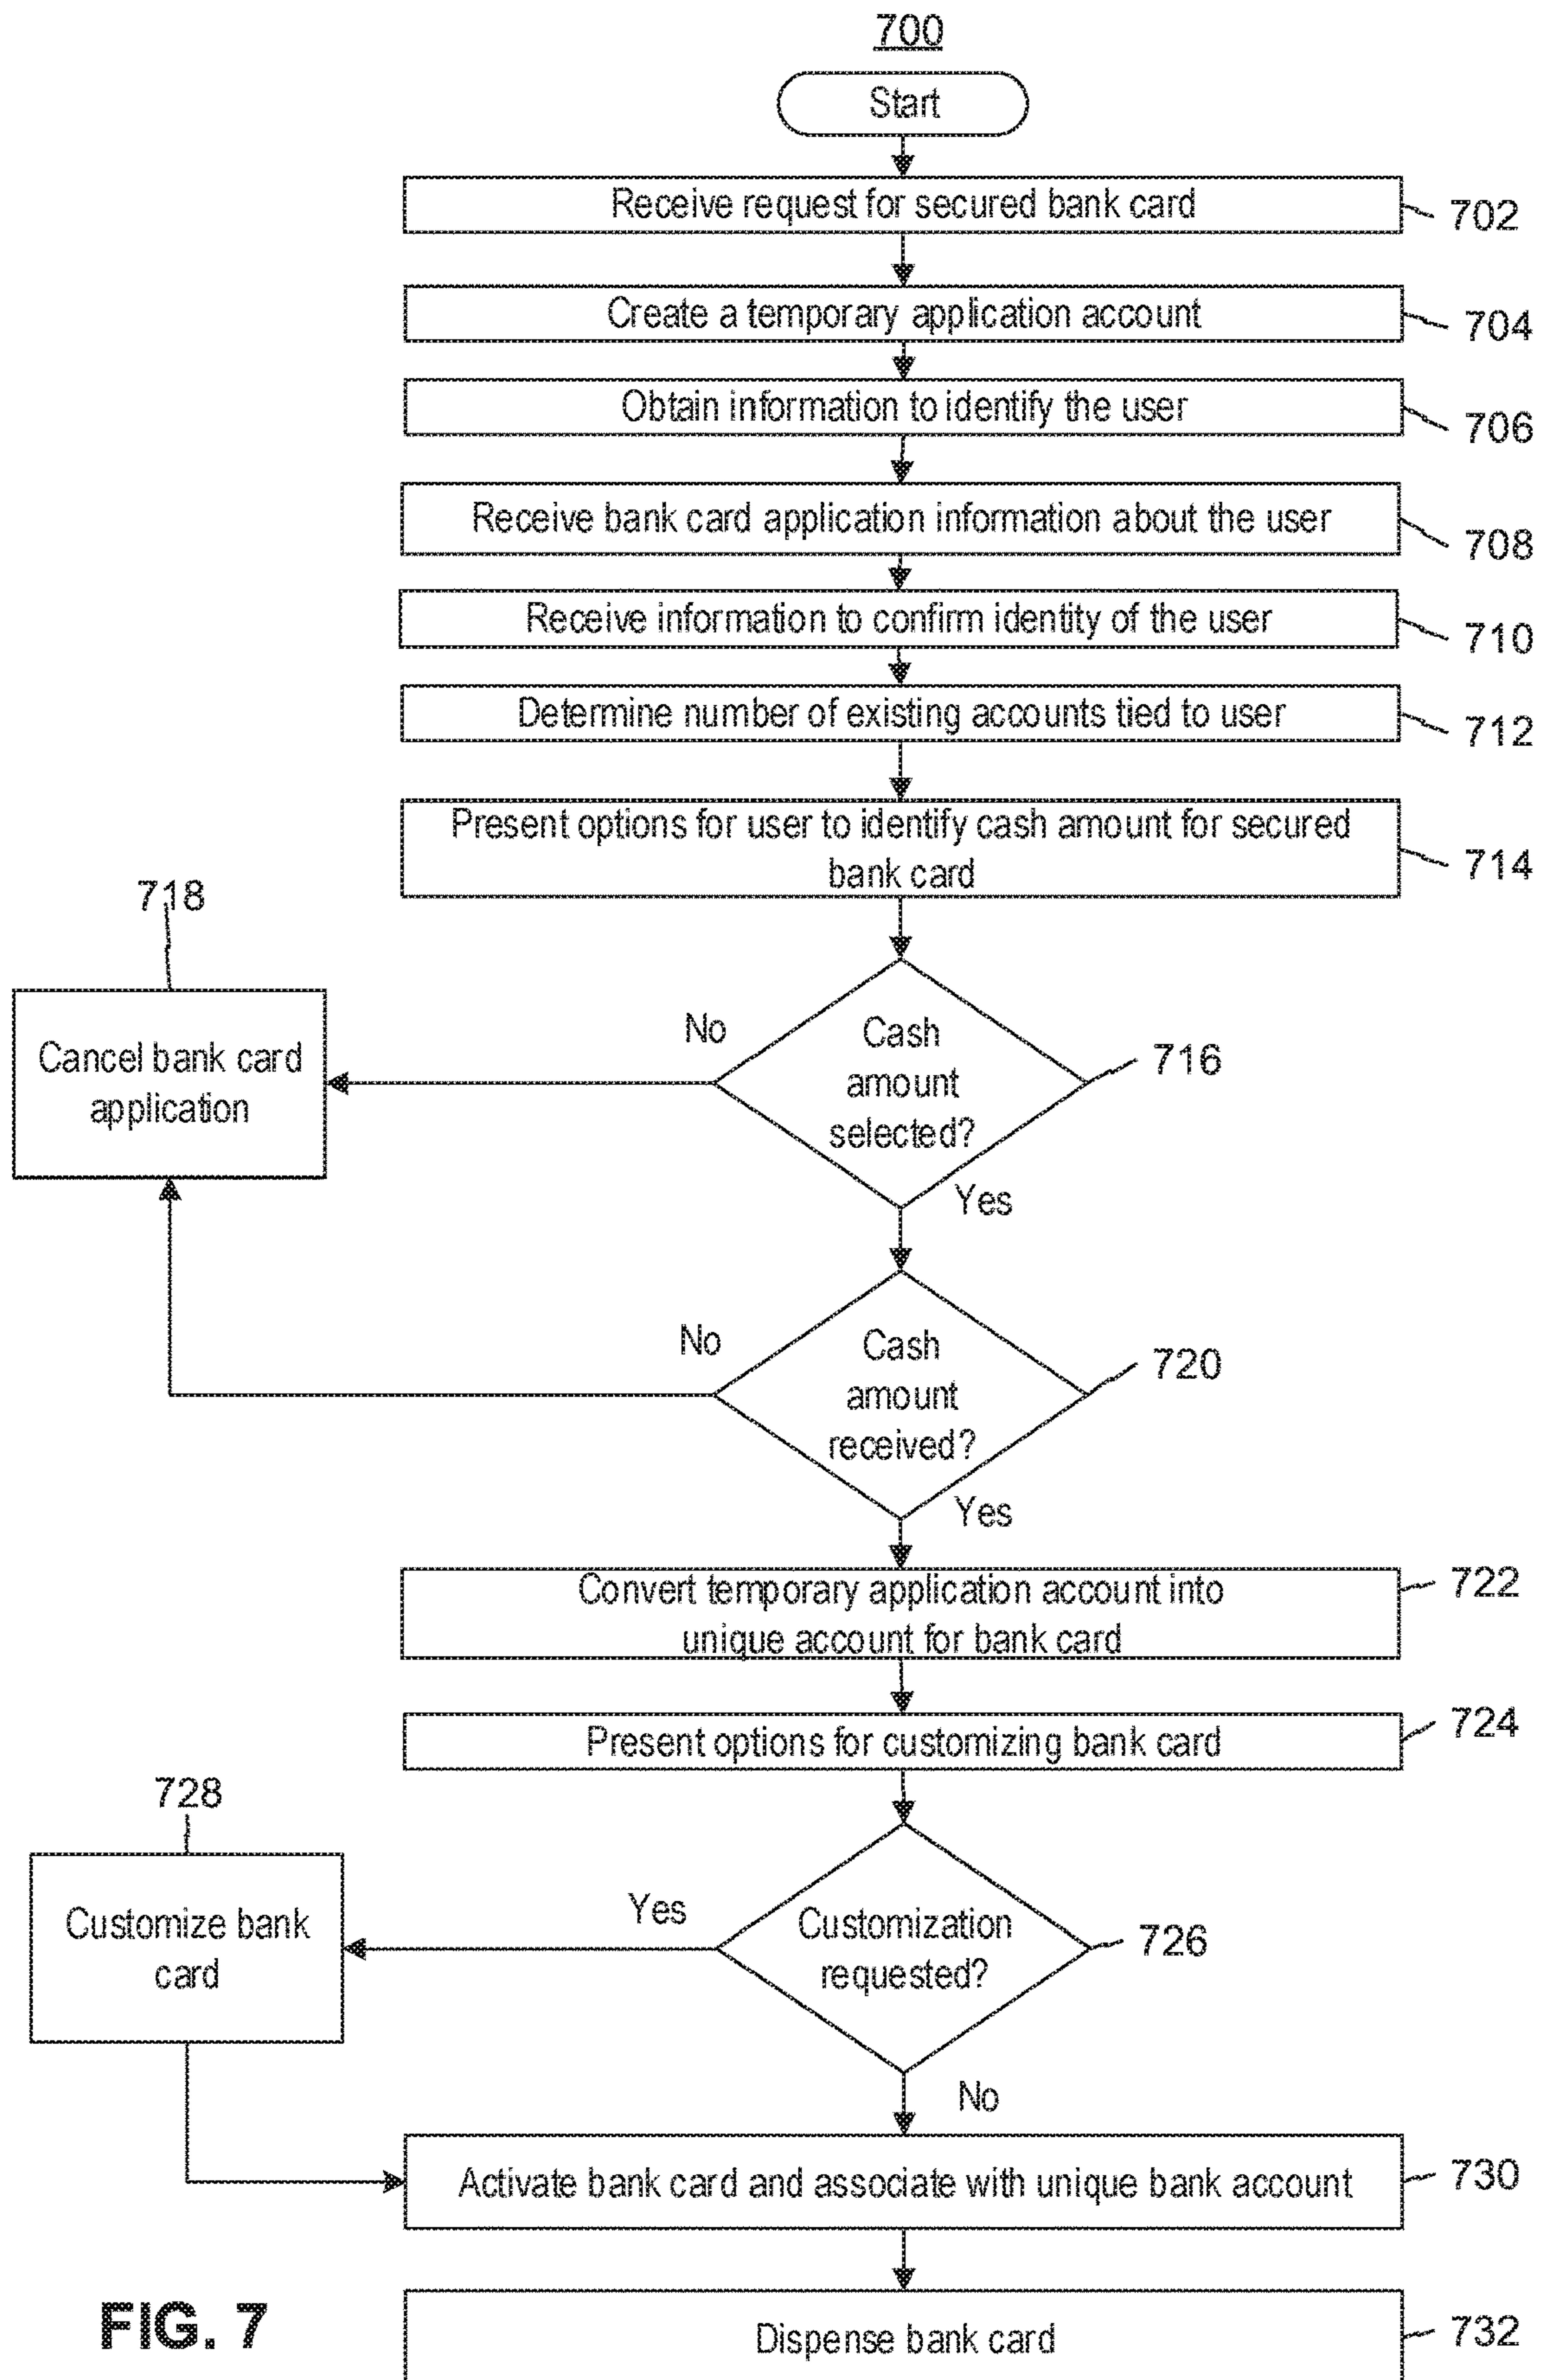 700
Start
Receive request for secured bank card
702
Create a temporary application account
704
Obtain information to identify the user
706
Receive bank card application information about the user
708
Receive information to confirm identity of the user
710
Determine number of existing accounts tied to user
712
Present options for user to identify cash amount for secured
bank card
714
718
Cancel bank card
application
No
Cash
amount
selected?
716
Yes
No
Cash
amount
received?
720
Yes
Convert temporary application account into
unique account for bank card
722
Present options for customizing bank card
724
728
Customize bank
card
Yes
Customization
requested?
726
No
Activate bank card and associate with unique bank account
730
Dispense bank card
732
FIG. 7